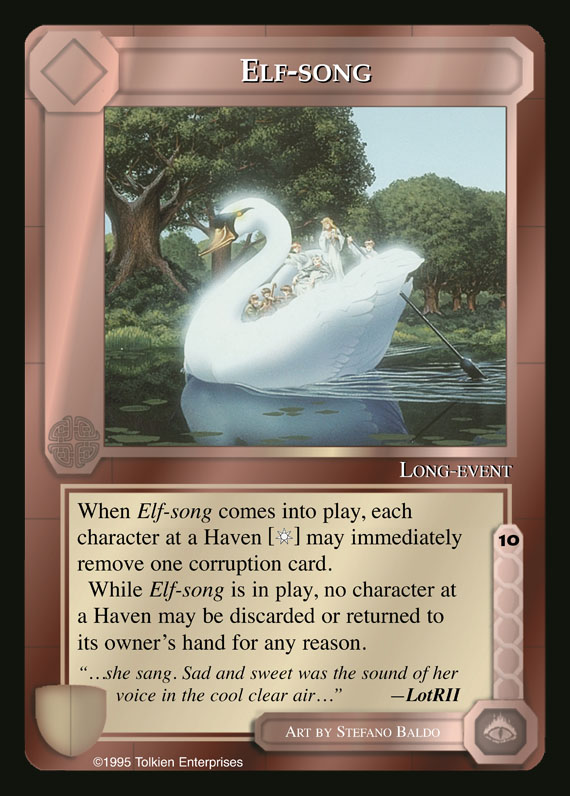 Elf-song
Long-event
When Elf-song comes into play, each
character at a Haven [] may immediately
remove one corruption card.
While Elf-song is in play, no character at
a Haven may be discarded or returned to
its owner's hand for any reason.
“…she sang. Sad and sweet was the sound of her
voice in the cool clear air…” —LotRII
10
Art by Stefano Baldo
©1995 Tolkien Enterprises